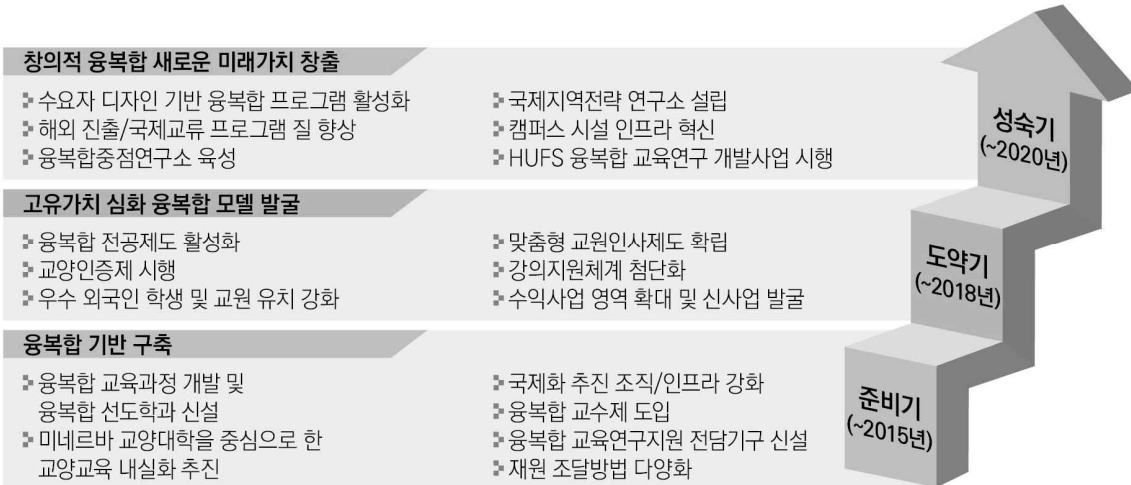 창의적 융복합 새로운 미래가치 창출
수요자 디자인 기반 융복합 프로그램 활성화
해외 진출/국제교류 프로그램 질 향상
융복합중점연구소 육성
국제지역전략 연구소 설립
캠퍼스 시설 인프라 혁신
HUFS 융복합 교육연구 개발사업 시행
성숙기
(~2020년)
고유가치 심화 융복합 모델 발굴
융복합 전공제도 활성화
교양인증제 시행
우수 외국인 학생 및 교원 유치 강화
맞춤형 교원인사제도 확립
강의지원체계 첨단화
수익사업 영역 확대 및 신사업 발굴
도약기
(~2018년)
융복합 기반 구축
융복합 교육과정 개발 및
융복합 선도학과 신설
미네르바 교양대학을 중심으로 한
교양교육 내실화 추진
국제화 추진 조직/인프라 강화
융복합 교수제 도입
융복합 교육연구지원 전담기구 신설
재원 조달방법 다양화
준비기
(~2015년)